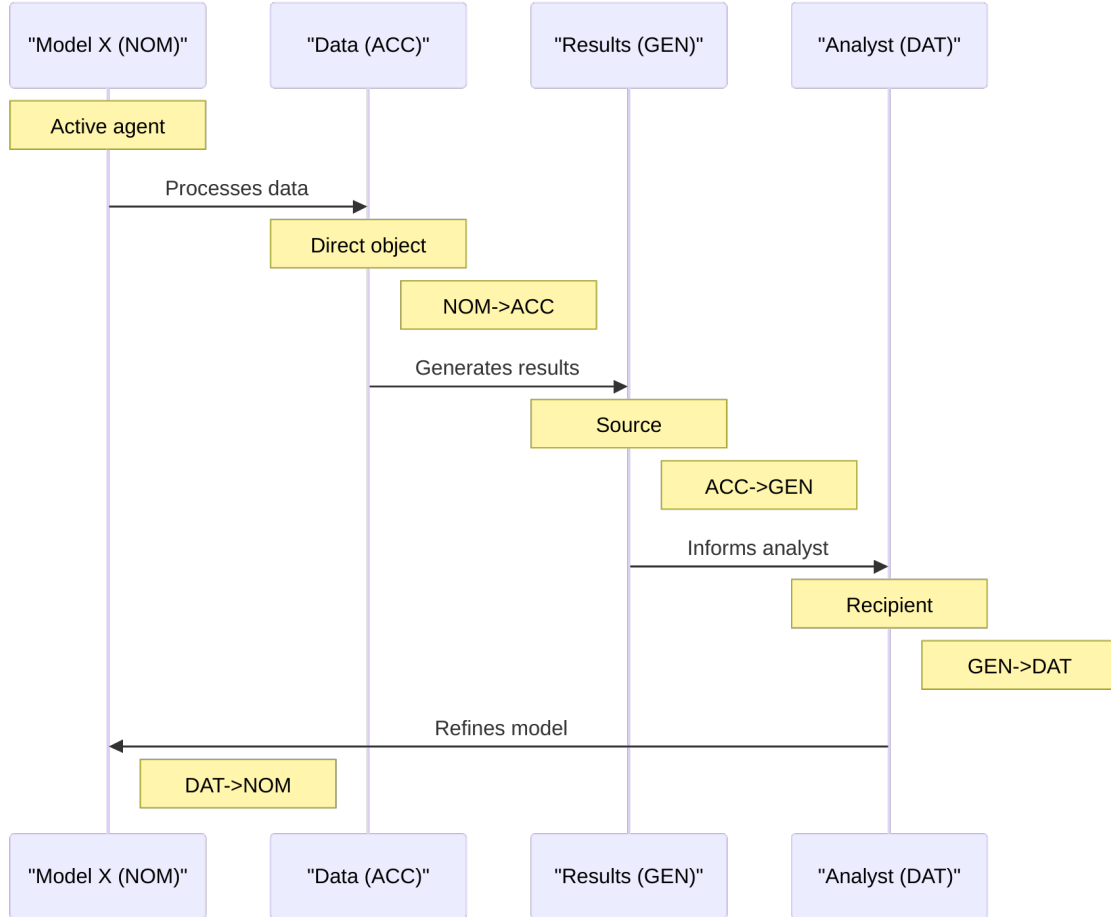 "Model X (NOM)"
"Data (ACC)"
"Results (GEN)"
"Analyst (DAT)"
Active agent
Processes data
Direct object
NOM->ACC
Generates results
Source
ACC->GEN
Informs analyst
Recipient
GEN->DAT
Refines model
DAT->NOM
"Model X (NOM)"
"Data (ACC)"
"Results (GEN)"
"Analyst (DAT)"